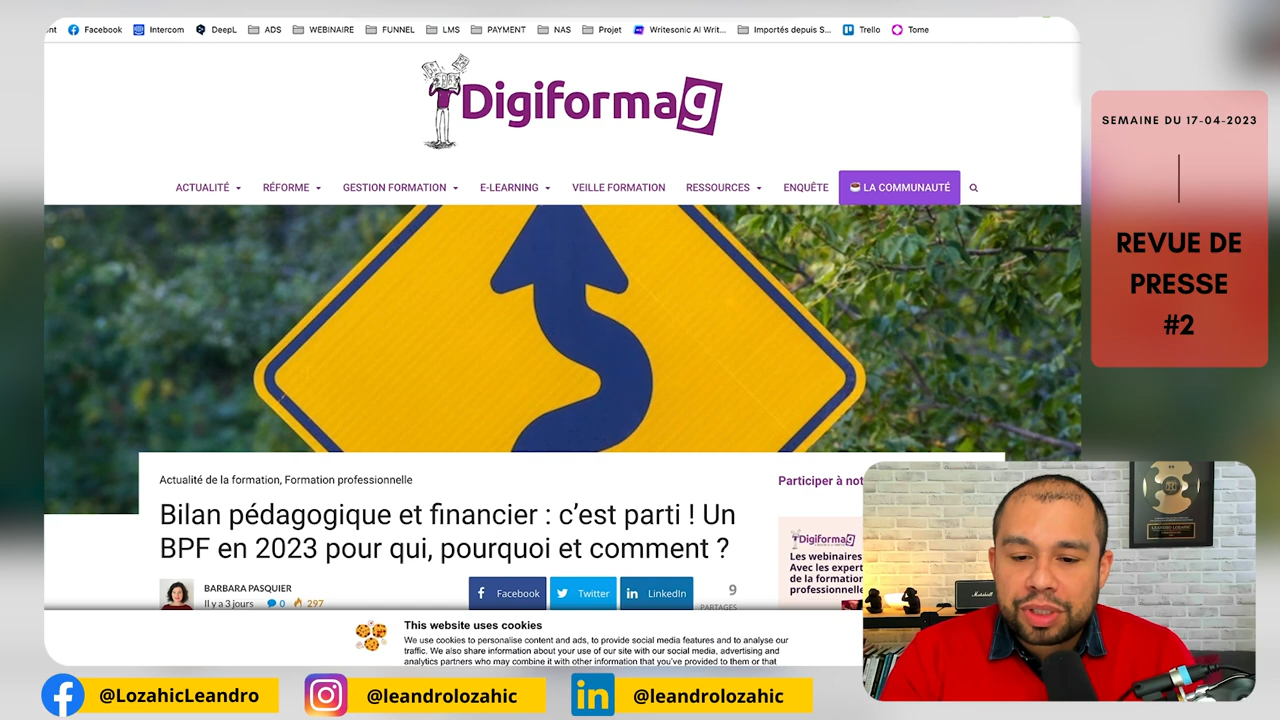 nt Facebook Intercom DeepL ADS WEBINAIRE FUNNEL LMS PAYMENT NAS Projet Writesonic AI Writ... Importés depuis S... Trello Tome
Digiformag
ACTUALITÉ RÉFORME GESTION FORMATION E-LEARNING VEILLE FORMATION RESSOURCES ENQUÊTE LA COMMUNAUTÉ
SEMAINE DU 17-04-2023
REVUE DE
PRESSE
#2
Actualité de la formation, Formation professionnelle
Bilan pédagogique et financier : c’est parti ! Un
BPF en 2023 pour qui, pourquoi et comment ?
BARBARA PASQUIER
Il y a 3 jours 0 297
Facebook Twitter LinkedIn
9
PARTAGES
Participer à not
Digiformag
Les webinaires
Avec les expert
de la formation
professionnelle
This website uses cookies
We use cookies to personalise content and ads, to provide social media features and to analyse our
traffic. We also share information about your use of our site with our social media, advertising and
analytics partners who may combine it with other information that you’ve provided to them or that
Marshall
@LozahicLeandro @leandrolozahic @leandrolozahic